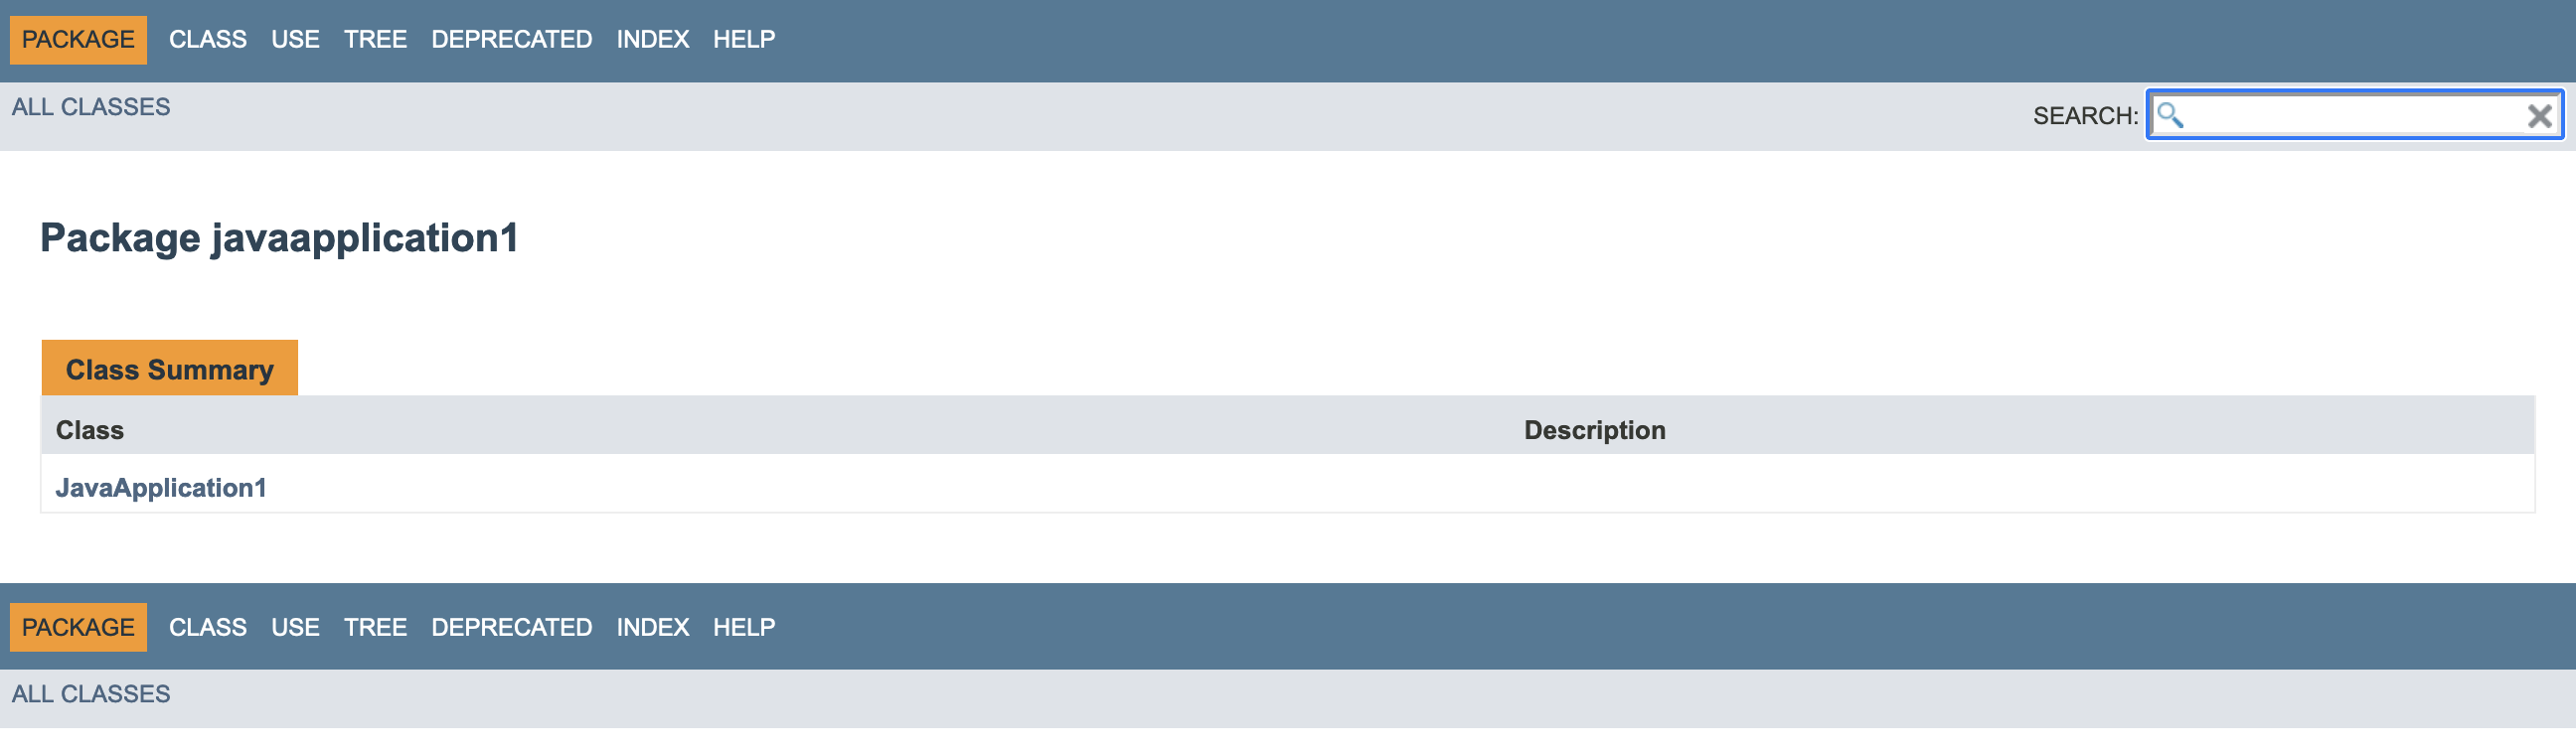 PACKAGE CLASS USE TREE DEPRECATED INDEX HELP
ALL CLASSES SEARCH:
Package javaapplication1
Class Summary
Class Description
JavaApplication1
PACKAGE CLASS USE TREE DEPRECATED INDEX HELP
ALL CLASSES